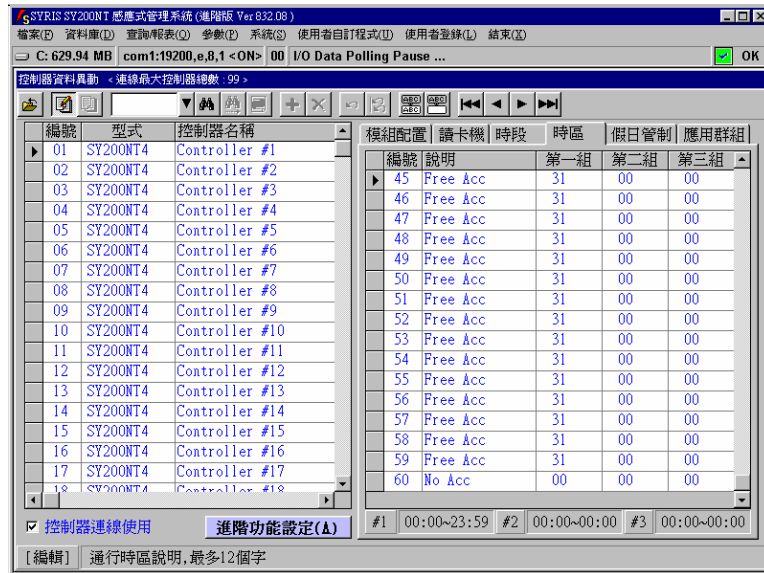 SYRIS SY200NT 感應式管理系統 (進階版 Ver 8.32.08 )
檔案(F) 資料庫(D) 查詢/報表(Q) 參數(P) 系統(S) 使用者自訂程式(U) 使用者登錄(L) 結束(X)
C: 629.94 MB com1:19200,e,8,1 <ON> 00 I/O Data Polling Pause ... OK
控制器資料異動 < 連線最大控制器總數 : 99 >
模組配置 讀卡機 時段 時區 假日管制 應用群組
編號 型式 控制器名稱
01 SY200NT4 Controller #1
02 SY200NT4 Controller #2
03 SY200NT4 Controller #3
04 SY200NT4 Controller #4
05 SY200NT4 Controller #5
06 SY200NT4 Controller #6
07 SY200NT4 Controller #7
08 SY200NT4 Controller #8
09 SY200NT4 Controller #9
10 SY200NT4 Controller #10
11 SY200NT4 Controller #11
12 SY200NT4 Controller #12
13 SY200NT4 Controller #13
14 SY200NT4 Controller #14
15 SY200NT4 Controller #15
16 SY200NT4 Controller #16
17 SY200NT4 Controller #17
18 SY200NT4 Controller #18
編號 說明 第一組 第二組 第三組
45 Free Acc 31 00 00
46 Free Acc 31 00 00
47 Free Acc 31 00 00
48 Free Acc 31 00 00
49 Free Acc 31 00 00
50 Free Acc 31 00 00
51 Free Acc 31 00 00
52 Free Acc 31 00 00
53 Free Acc 31 00 00
54 Free Acc 31 00 00
55 Free Acc 31 00 00
56 Free Acc 31 00 00
57 Free Acc 31 00 00
58 Free Acc 31 00 00
59 Free Acc 31 00 00
60 No Acc 00 00 00
控制器連線使用 進階功能設定(A)
#1 00:00~23:59 #2 00:00~00:00 #3 00:00~00:00
[編輯] 通行時區說明,最多12個字